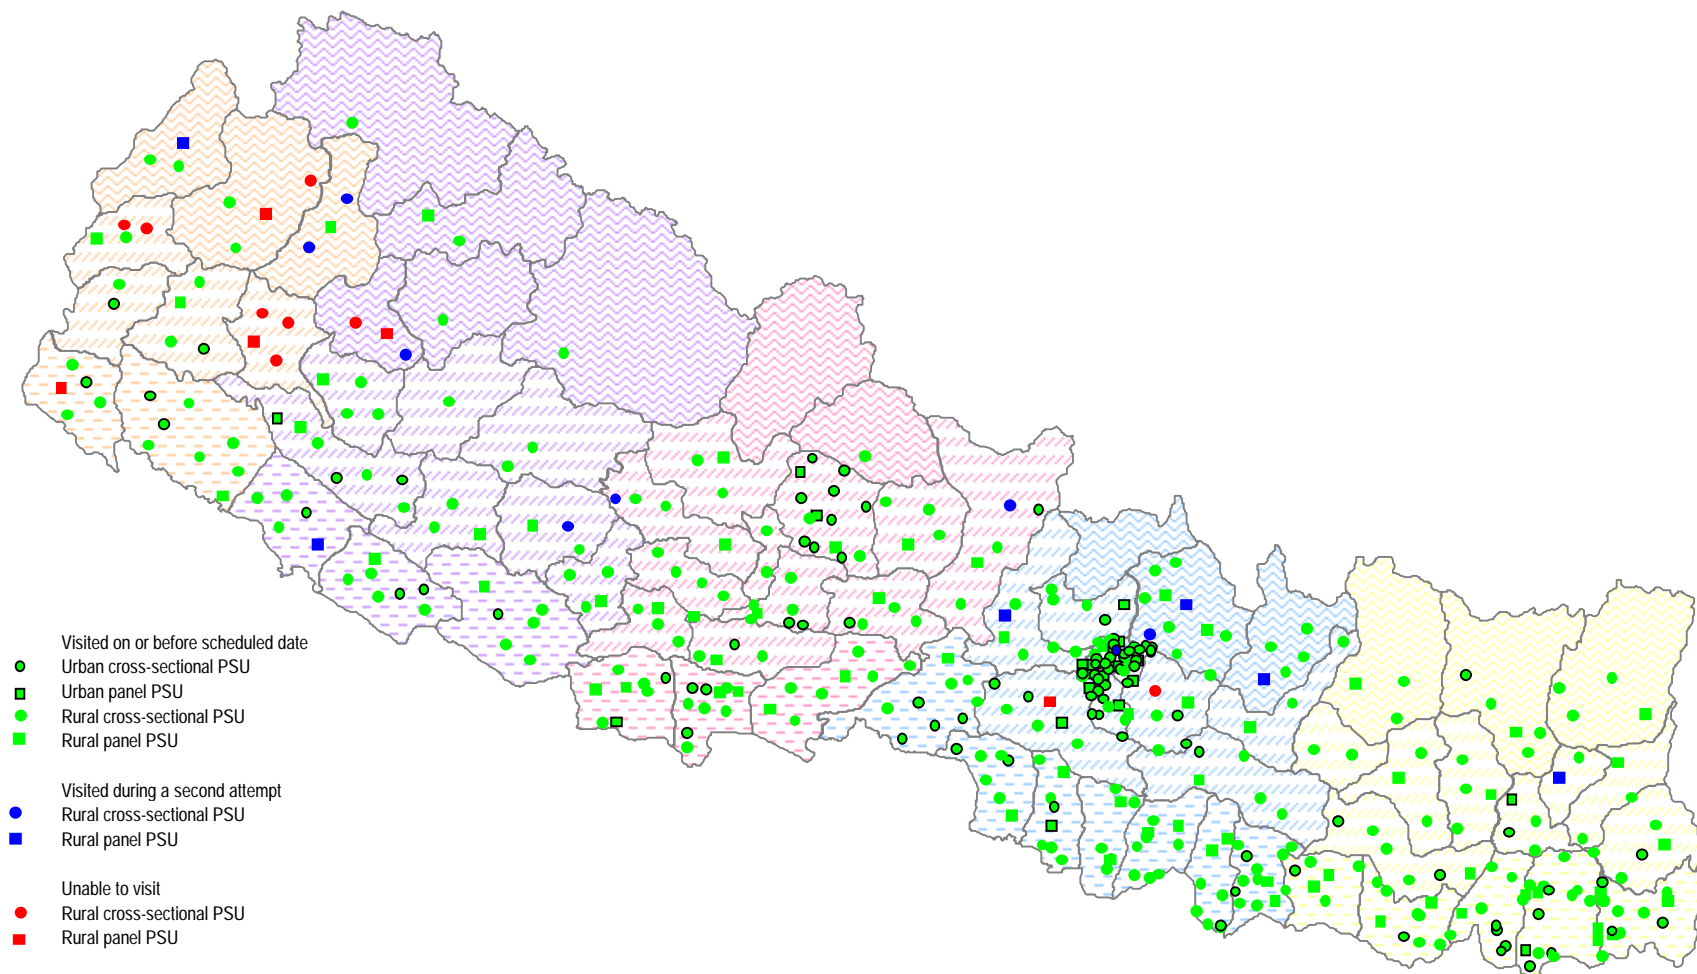 Visited on or before scheduled date
Urban cross-sectional PSU
Urban panel PSU
Rural cross-sectional PSU
Rural panel PSU
Visited during a second attempt
Rural cross-sectional PSU
Rural panel PSU
Unable to visit
Rural cross-sectional PSU
Rural panel PSU